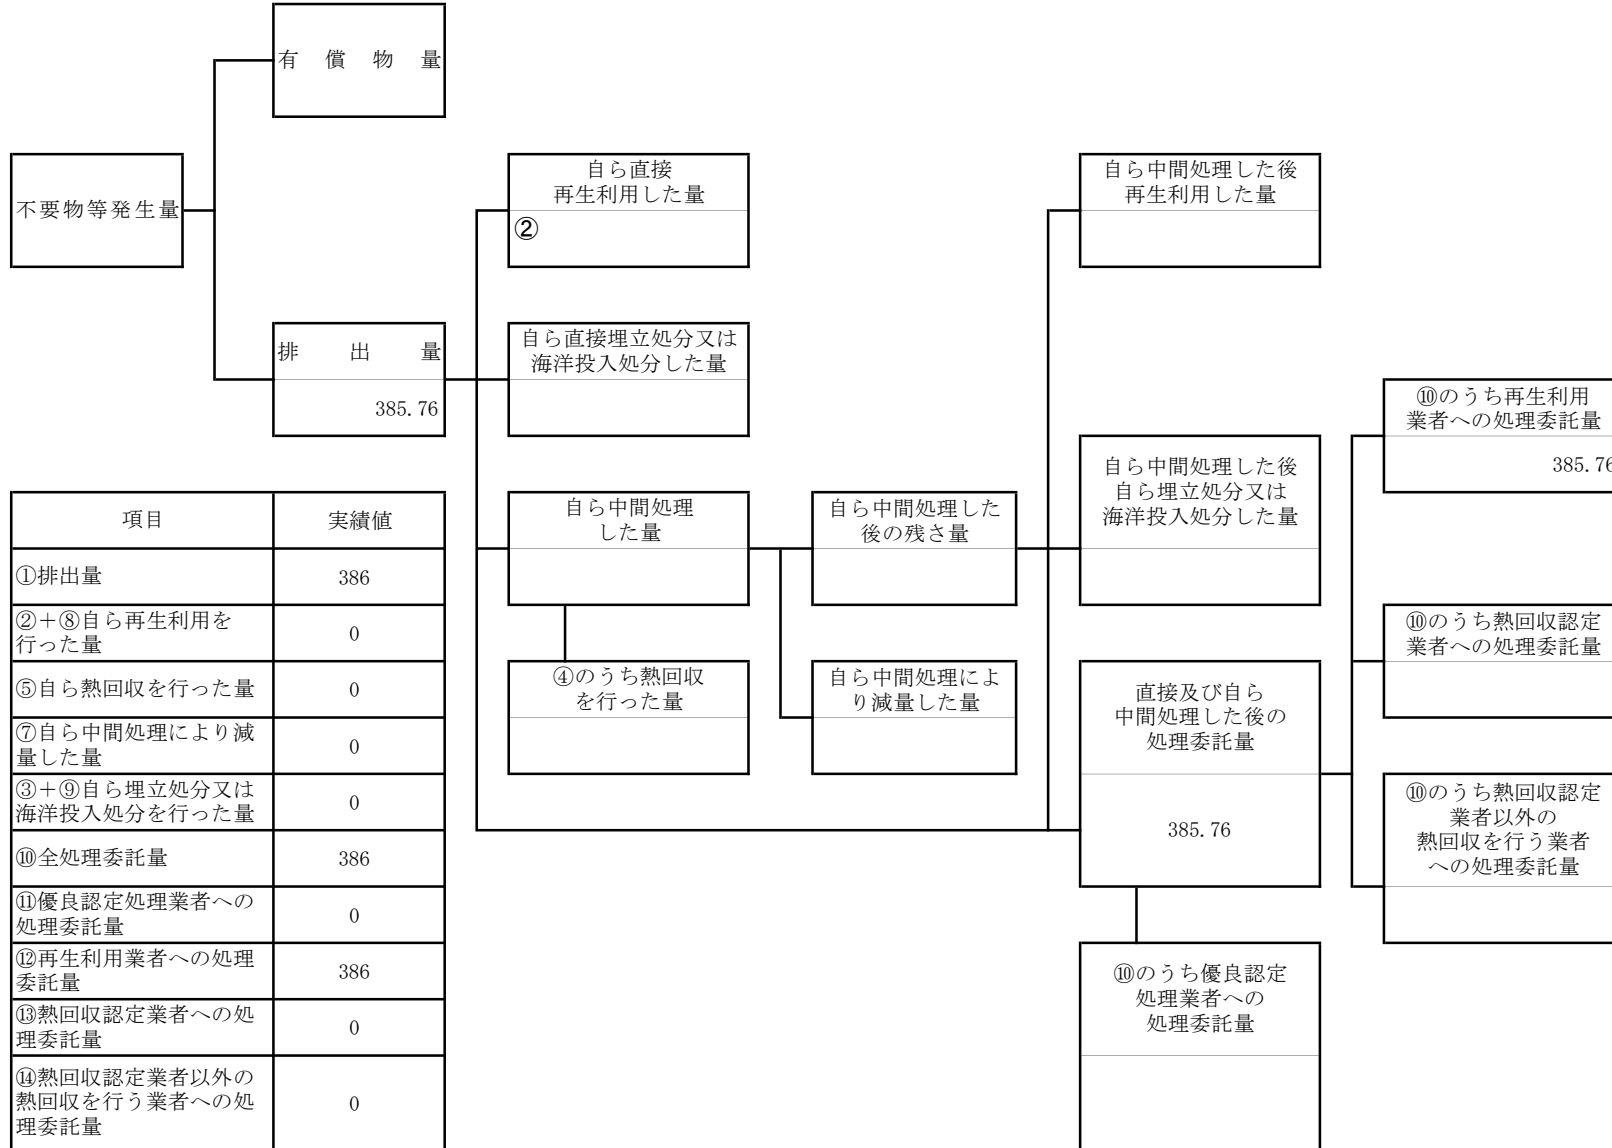 有償物量
不要物等発生量
自ら直接
再生利用した量
②
自ら中間処理した後
再生利用した量
排出量
385.76
自ら直接埋立処分又は
海洋投入処分した量
⑩のうち再生利用
業者への処理委託量
385.76
自ら中間処理
した量
自ら中間処理した
後の残さ量
自ら中間処理した後
自ら埋立処分又は
海洋投入処分した量
④のうち熱回収
を行った量
自ら中間処理によ
り減量した量
直接及び自ら
中間処理した後の
処理委託量
385.76
⑩のうち熱回収認定
業者への処理委託量
⑩のうち熱回収認定
業者以外の
熱回収を行う業者
への処理委託量
⑩のうち優良認定
処理業者への
処理委託量
項目 実績値
①排出量 386
②+⑧自ら再生利用を
行った量 0
⑤自ら熱回収を行った量 0
⑦自ら中間処理により減
量した量 0
③+⑨自ら埋立処分又は
海洋投入処分を行った量 0
⑩全処理委託量 386
⑪優良認定処理業者への
処理委託量 0
⑫再生利用業者への処理
委託量 386
⑬熱回収認定業者への処
理委託量 0
⑭熱回収認定業者以外の
熱回収を行う業者への処
理委託量 0